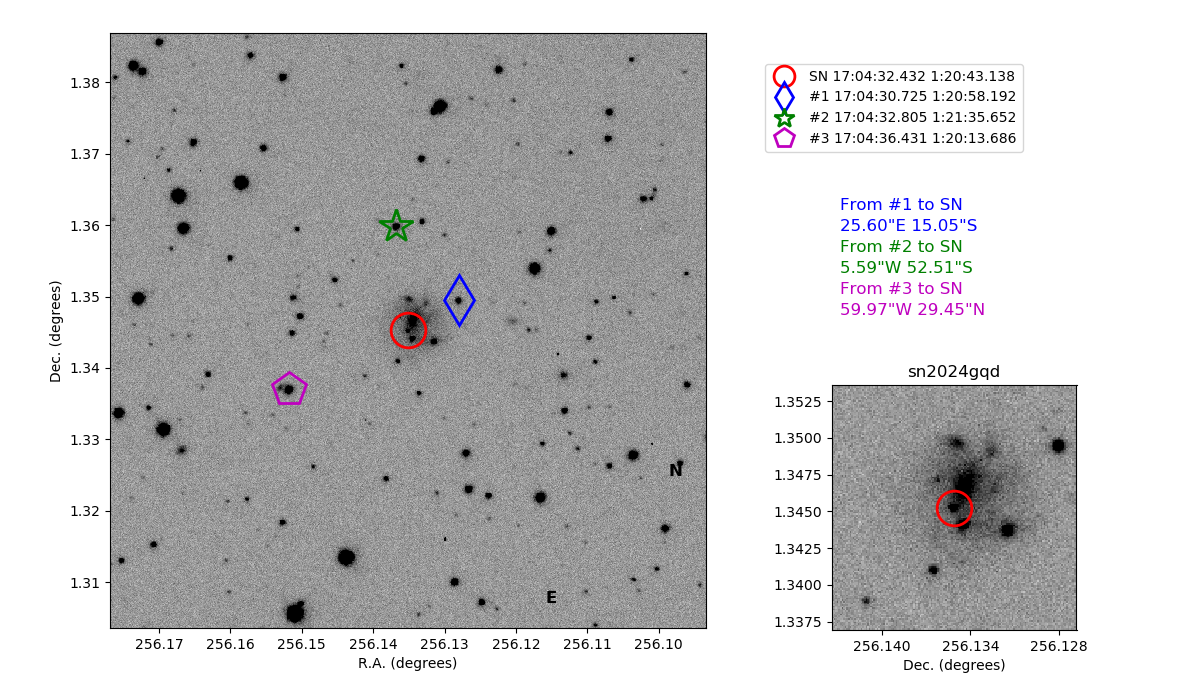 SN 17:04:32.432 1:20:43.138
#1 17:04:30.725 1:20:58.192
#2 17:04:32.805 1:21:35.652
#3 17:04:36.431 1:20:13.686
From #1 to SN
25.60"E 15.05"S
From #2 to SN
5.59"W 52.51"S
From #3 to SN
59.97"W 29.45"N
1.38
1.37
1.36
1.35
1.34
1.33
1.32
1.31
Dec. (degrees)
N
E
256.17 256.16 256.15 256.14 256.13 256.12 256.11 256.10
R.A. (degrees)
sn2024gqd
1.3525
1.3500
1.3475
1.3450
1.3425
1.3400
1.3375
256.140 256.134 256.128
Dec. (degrees)